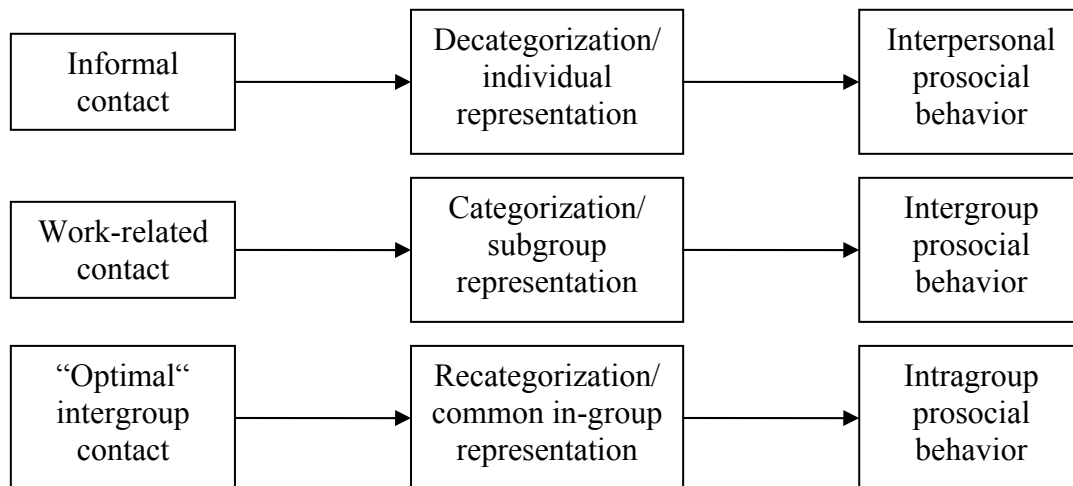 Informal
contact
Decategorization/
individual
representation
Interpersonal
prosocial
behavior
Work-related
contact
Categorization/
subgroup
representation
Intergroup
prosocial
behavior
“Optimal“
intergroup
contact
Recategorization/
common in-group
representation
Intragroup
prosocial
behavior